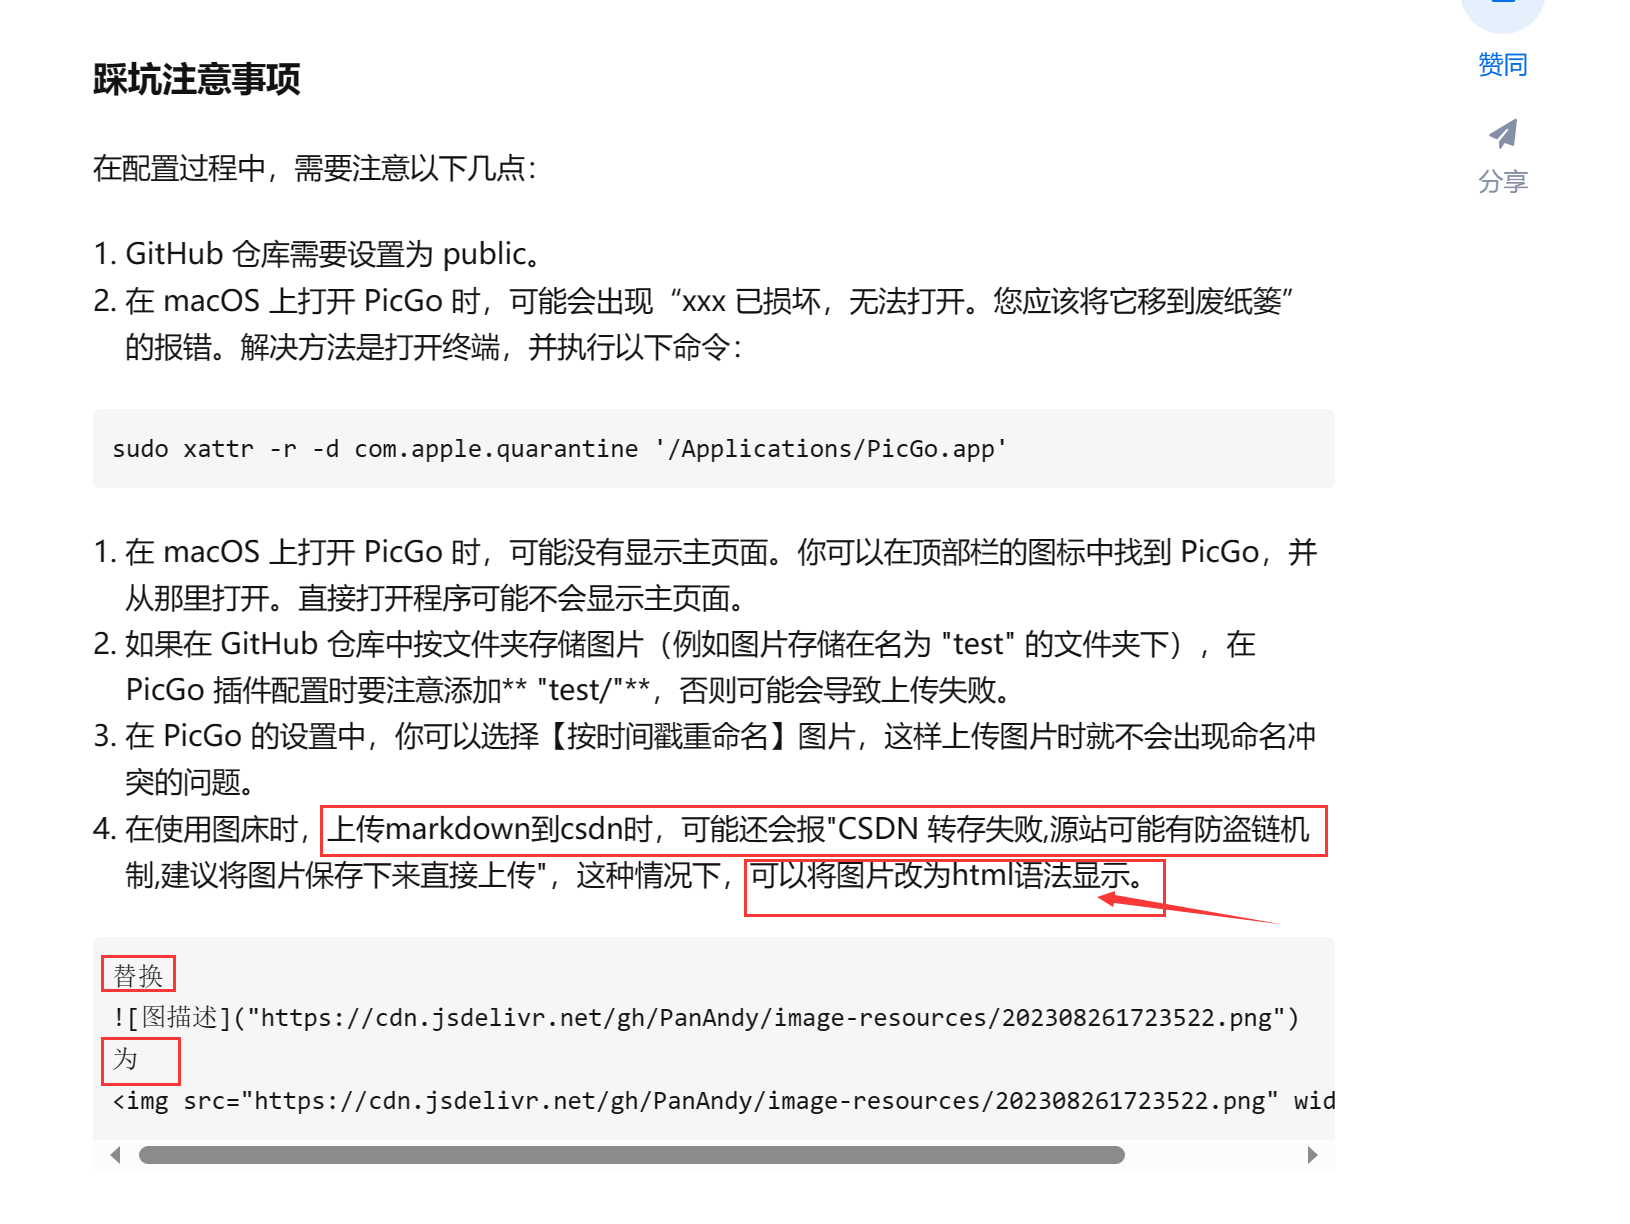 踩坑注意事项
赞同
分享
在配置过程中，需要注意以下几点：
1. GitHub 仓库需要设置为 public。
2. 在 macOS 上打开 PicGo 时，可能会出现“xxx 已损坏，无法打开。您应该将它移到废纸篓”
的报错。解决方法是打开终端，并执行以下命令：
sudo xattr -r -d com.apple.quarantine '/Applications/PicGo.app'
1. 在 macOS 上打开 PicGo 时，可能没有显示主页面。你可以在顶部栏的图标中找到 PicGo，并
从那里打开。直接打开程序可能不会显示主页面。
2. 如果在 GitHub 仓库中按文件夹存储图片（例如图片存储在名为 "test" 的文件夹下），在
PicGo 插件配置时要注意添加** "test/"**，否则可能会导致上传失败。
3. 在 PicGo 的设置中，你可以选择【按时间戳重命名】图片，这样上传图片时就不会出现命名冲
突的问题。
4. 在使用图床时，上传markdown到csdn时，可能还会报"CSDN 转存失败,源站可能有防盗链机
制,建议将图片保存下来直接上传"，这种情况下，可以将图片改为html语法显示。
替换
![图描述]("https://cdn.jsdelivr.net/gh/PanAndy/image-resources/202308261723522.png")
为
<img src="https://cdn.jsdelivr.net/gh/PanAndy/image-resources/202308261723522.png" wid